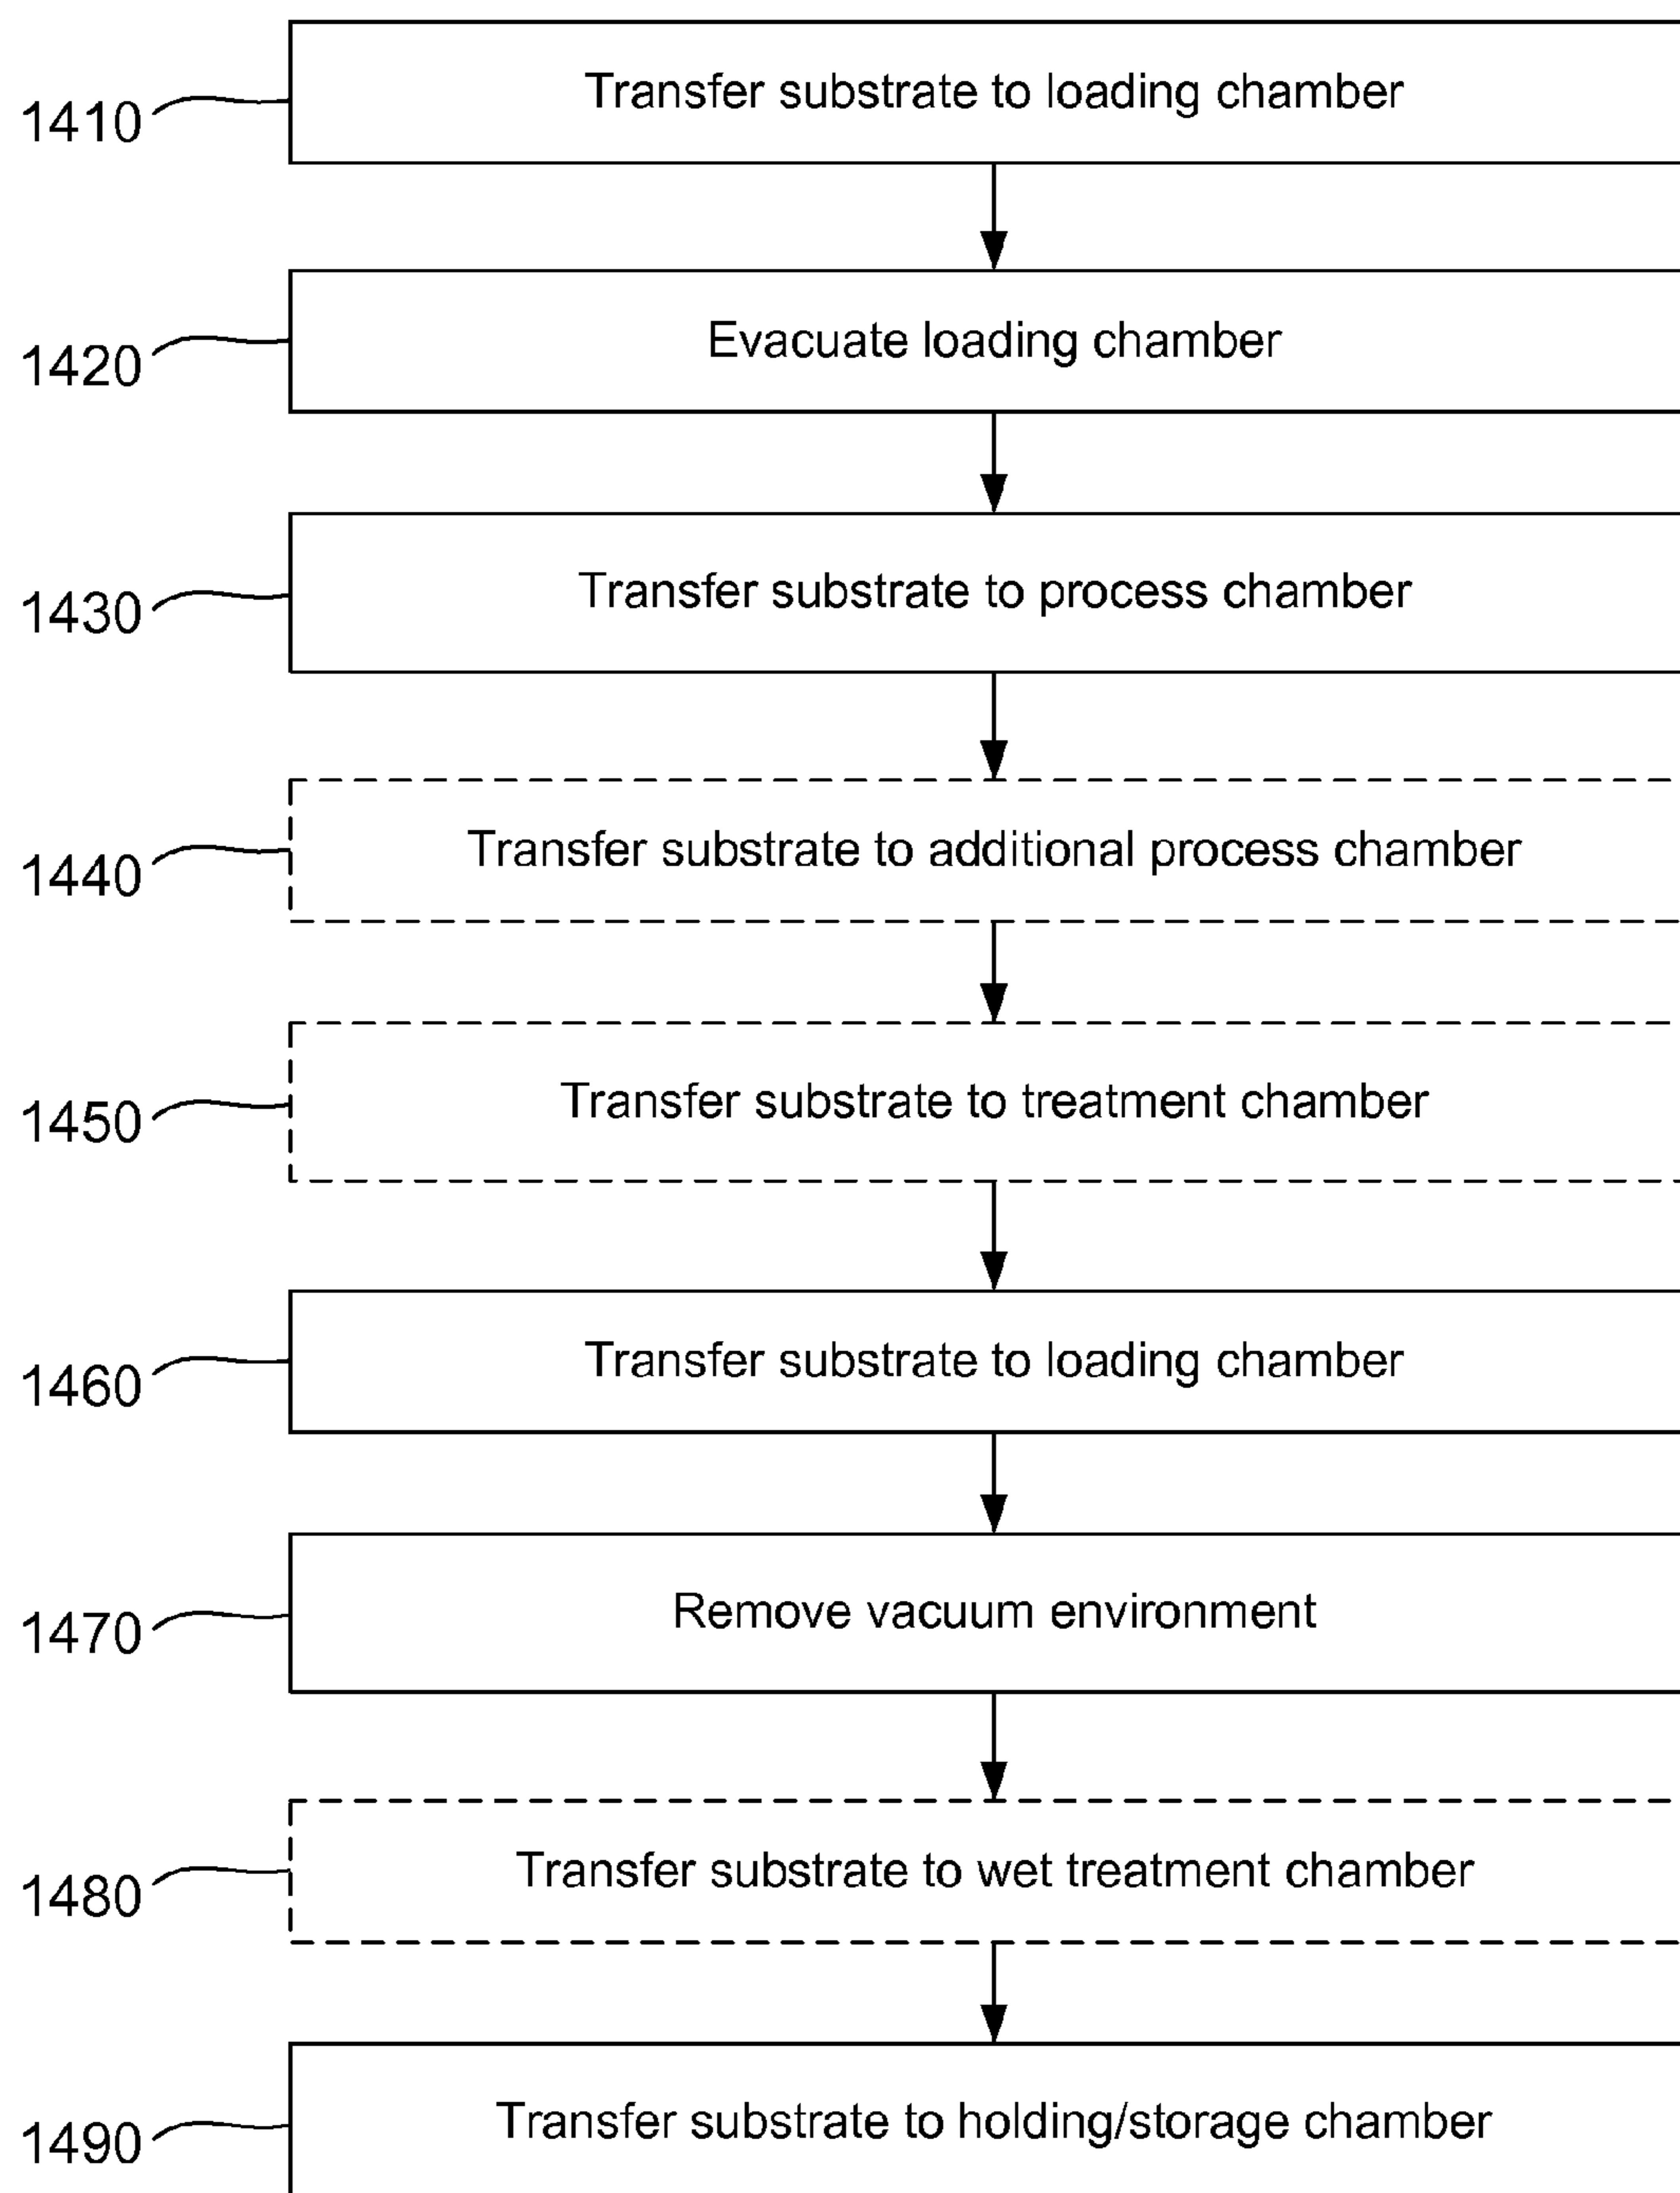 1410 Transfer substrate to loading chamber
1420 Evacuate loading chamber
1430 Transfer substrate to process chamber
1440 Transfer substrate to additional process chamber
1450 Transfer substrate to treatment chamber
1460 Transfer substrate to loading chamber
1470 Remove vacuum environment
1480 Transfer substrate to wet treatment chamber
1490 Transfer substrate to holding/storage chamber